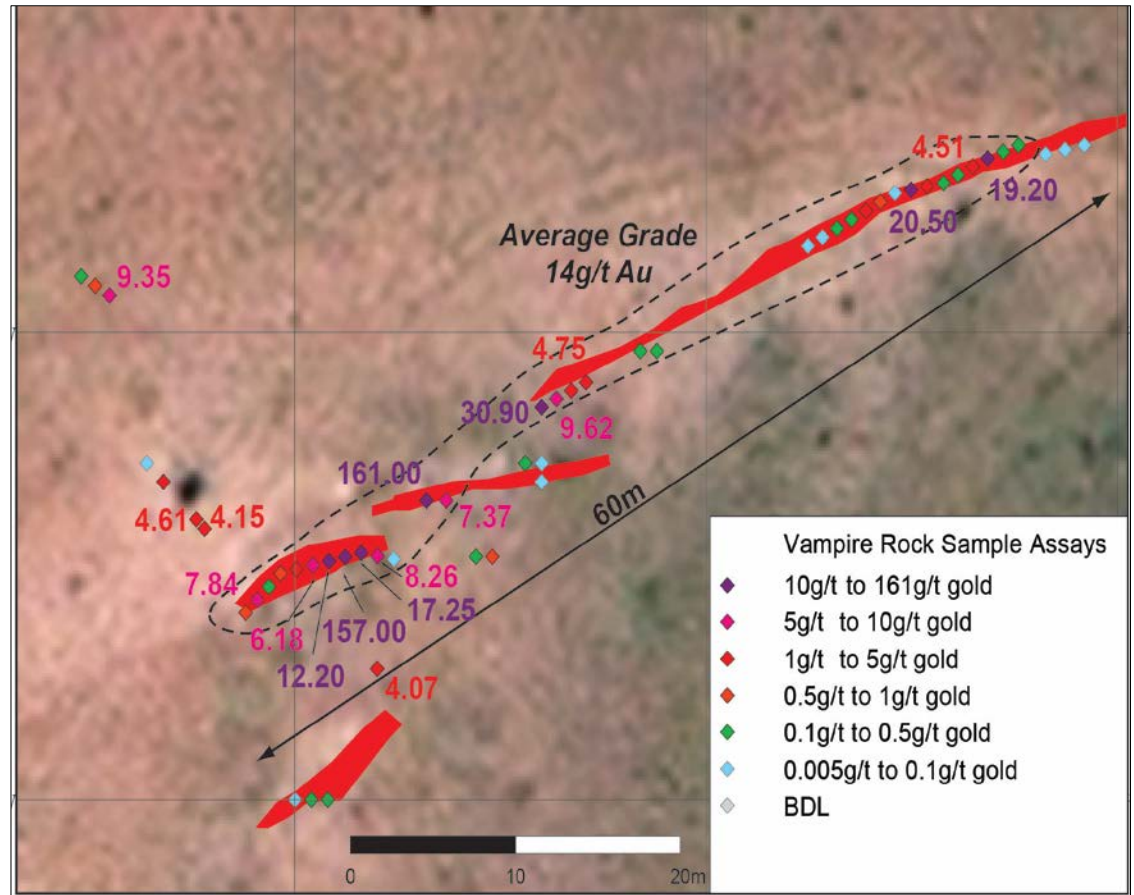 4.51
19.20
20.50
Average Grade
14g/t Au
9.35
4.75
30.90
9.62
161.00
60m
7.37
4.61
4.15
7.84
8.26
17.25
6.18
157.00
12.20
4.07
Vampire Rock Sample Assays
10g/t to 161g/t gold
5g/t to 10g/t gold
1g/t to 5g/t gold
0.5g/t to 1g/t gold
0.1g/t to 0.5g/t gold
0.005g/t to 0.1g/t gold
BDL
0 10 20m